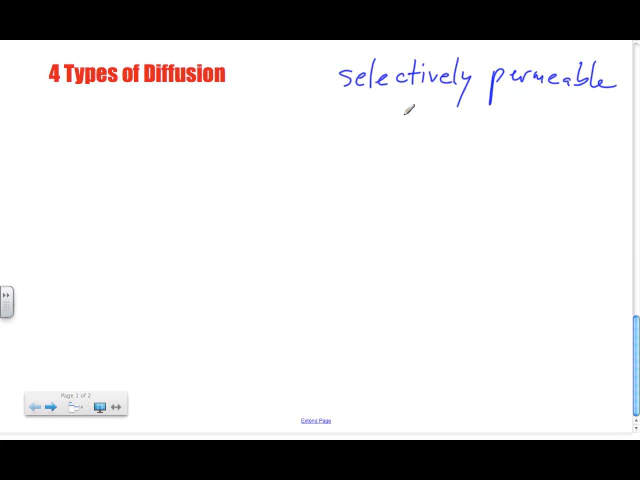 4 Types of Diffusion
selectively permeable
Page 1 of 2
Extend Page